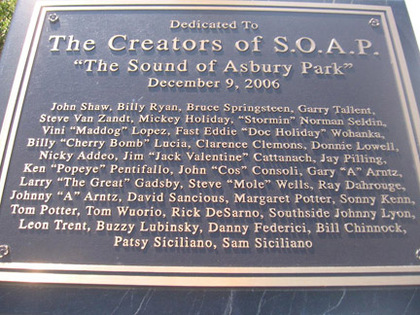 Dedicated To
The Creators of S.O.A.P.
"The Sound of Asbury Park"
December 9, 2006
John Shaw, Billy Ryan, Bruce Springsteen, Garry Tallent,
Steve Van Zandt, Mickey Holiday, "Stormin" Norman Seldin,
Vini "Maddog" Lopez, Fast Eddie "Doc Holiday" Wohanka,
Billy "Cherry Bomb" Lucia, Clarence Clemons, Donnie Lowell,
Nicky Addeo, Jim "Jack Valentine" Cattanach, Jay Pilling,
Ken "Popeye" Pentifallo, John "Cos" Consoli, Gary "A" Arntz,
Larry "The Great" Gadsby, Steve "Mole" Wells, Ray Dahrouge,
Johnny "A" Arntz, David Sancious, Margaret Potter, Sonny Kenn,
Tom Potter, Tom Wuorio, Rick DeSarno, Southside Johnny Lyon,
Leon Trent, Buzzy Lubinsky, Danny Federici, Bill Chinnock,
Patsy Siciliano, Sam Siciliano